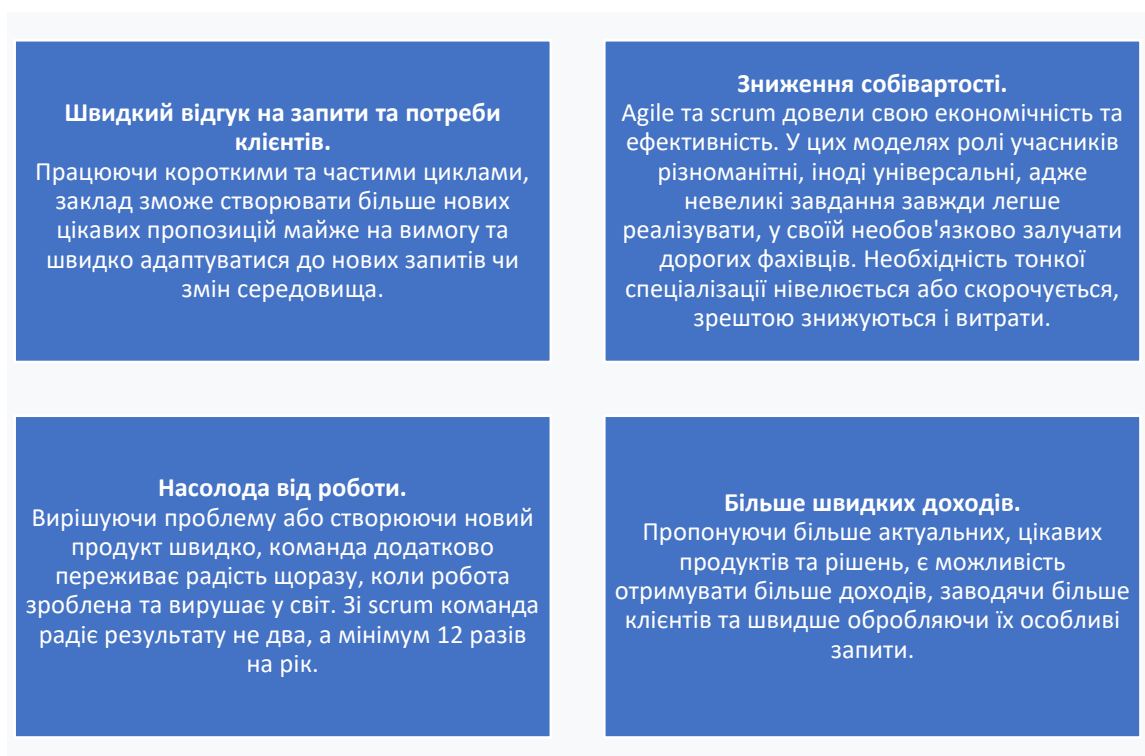 Швидкий відгук на запити та потреби
клієнтів.
Працюючи короткими та частими циклами,
заклад зможе створювати більше нових
цікавих пропозицій майже на вимогу та
швидко адаптуватися до нових запитів чи
змін середовища.
Зниження собівартості.
Agile та scrum довели свою економічність та
ефективність. У цих моделях ролі учасників
різноманітні, іноді універсальні, адже
невеликі завдання завжди легше
реалізувати, у своїй необов'язково залучати
дорогих фахівців. Необхідність тонкої
спеціалізації нівелюється або скорочується,
зрештою знижуються і витрати.
Насолода від роботи.
Вирішуючи проблему або створюючи новий
продукт швидко, команда додатково
переживає радість щоразу, коли робота
зроблена та вирушає у світ. Зі scrum команда
радіє результату не два, а мінімум 12 разів
на рік.
Більше швидких доходів.
Пропонуючи більше актуальних, цікавих
продуктів та рішень, є можливість
отримувати більше доходів, заводячи більше
клієнтів та швидше обробляючи їх особливі
запити.